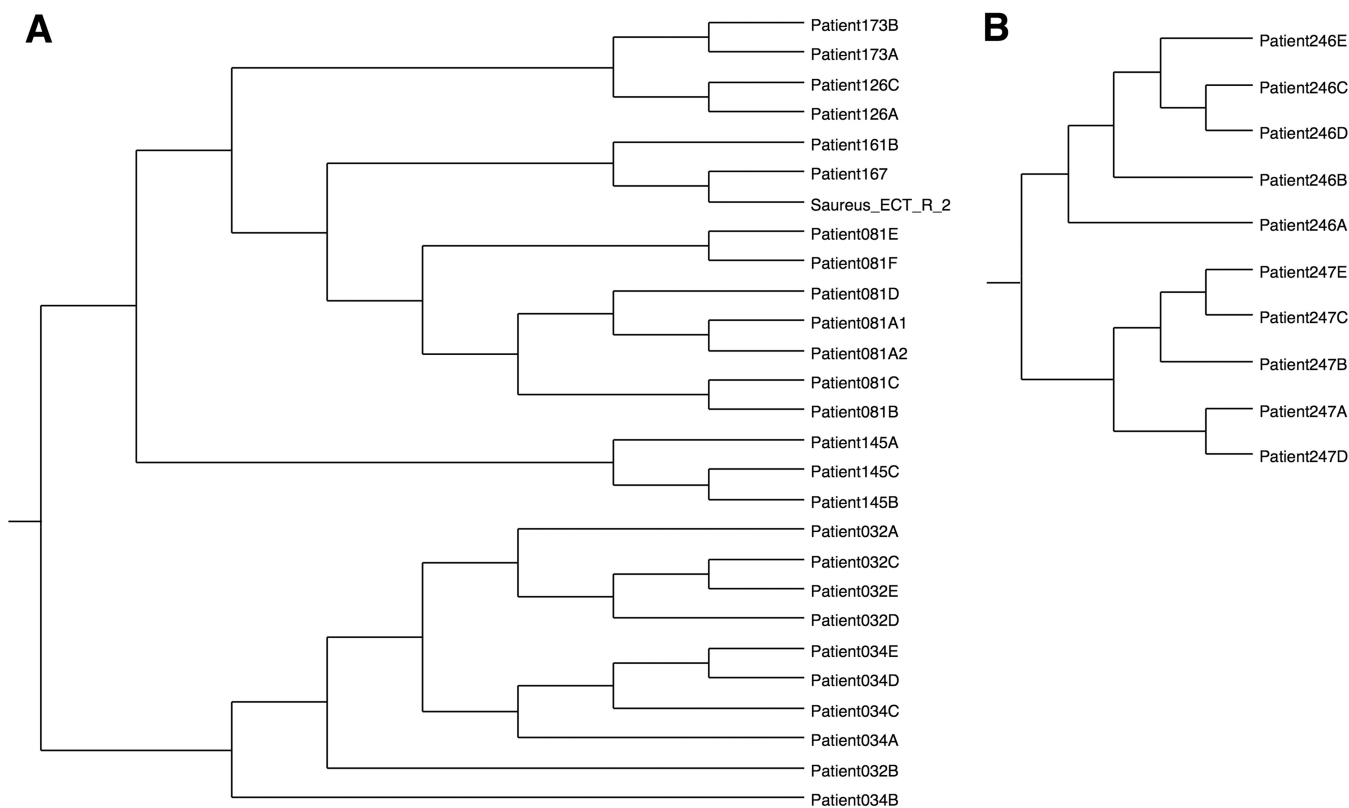 A
Patient173B
Patient173A
Patient126C
Patient126A
Patient161B
Patient167
Saureus_ECT_R_2
Patient081E
Patient081F
Patient081D
Patient081A1
Patient081A2
Patient081C
Patient081B
Patient145A
Patient145C
Patient145B
Patient032A
Patient032C
Patient032E
Patient032D
Patient034E
Patient034D
Patient034C
Patient034A
Patient032B
Patient034B
B
Patient246E
Patient246C
Patient246D
Patient246B
Patient246A
Patient247E
Patient247C
Patient247B
Patient247A
Patient247D